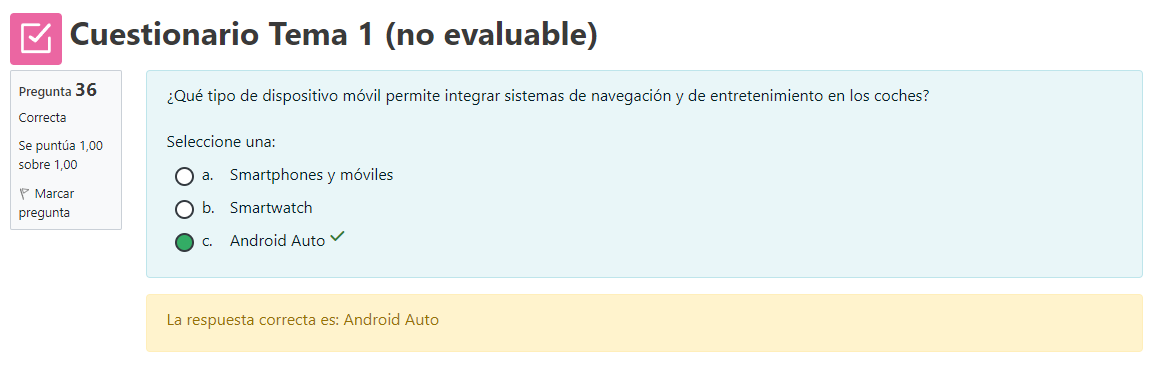 Cuestionario Tema 1 (no evaluable)
Pregunta 36
Correcta
Se puntúa 1,00
sobre 1,00
Marcar
pregunta
¿Qué tipo de dispositivo móvil permite integrar sistemas de navegación y de entretenimiento en los coches?
Seleccione una:
a. Smartphones y móviles
b. Smartwatch
c. Android Auto
La respuesta correcta es: Android Auto